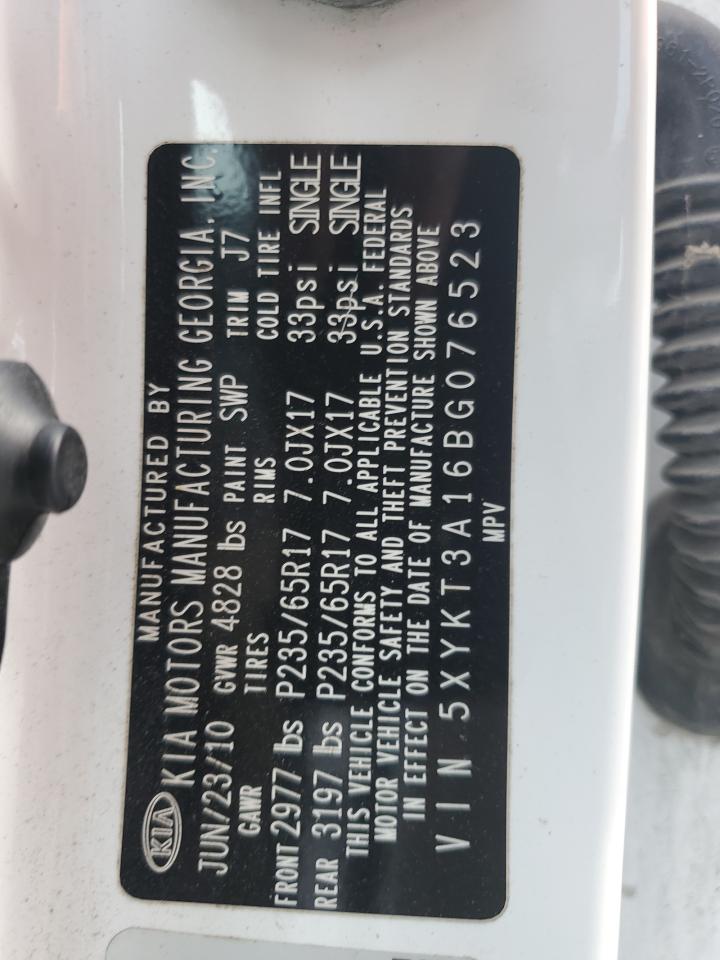 MANUFACTURED BY
KIA KIA MOTORS MANUFACTURING GEORGIA, INC.
JUN/23/10 GVWR 4828 lbs PAINT SWP TRIM J7
GAWR TIRES RIMS COLD TIRE INFL
FRONT 2977 lbs P235/65R17 7.0JX17 33psi SINGLE
REAR 3197 lbs P235/65R17 7.0JX17 33psi SINGLE
THIS VEHICLE CONFORMS TO ALL APPLICABLE U.S.A. FEDERAL
MOTOR VEHICLE SAFETY AND THEFT PREVENTION STANDARDS
IN EFFECT ON THE DATE OF MANUFACTURE SHOWN ABOVE
VIN 5XYKT3A16BG076523
MPV